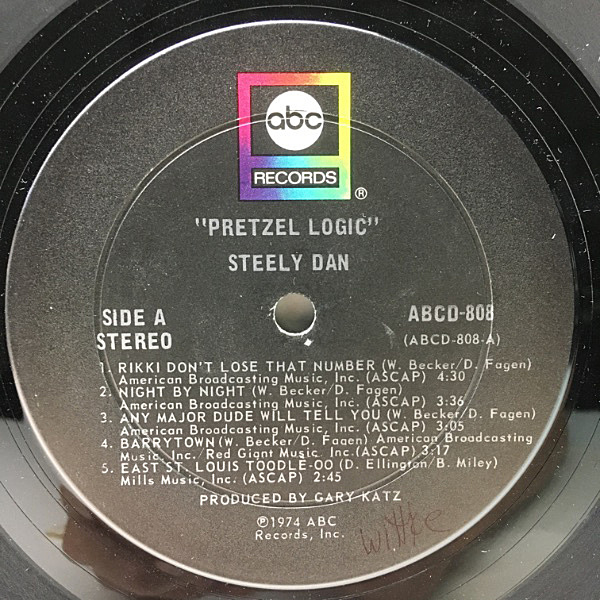 abc
RECORDS
®
"PRETZEL LOGIC"
STEELY DAN
SIDE A
STEREO
ABCD-808
(ABCD-808-A)
1. RIKKI DON'T LOSE THAT NUMBER (W. Becker/D. Fagen)
American Broadcasting Music, Inc. (ASCAP) 4:30
2. NIGHT BY NIGHT (W. Becker/D. Fagen)
American Broadcasting Music, Inc. (ASCAP) 3:36
3. ANY MAJOR DUDE WILL TELL YOU (W. Becker/D. Fagen)
American Broadcasting Music, Inc. (ASCAP) 3:05
4. BARRYTOWN (W. Becker/D. Fagen) American Broadcasting
Music, Inc./Red Giant Music, Inc. (ASCAP) 3:17
5. EAST ST. LOUIS TOODLE-OO (D. Ellington/B. Miley)
Mills Music, Inc. (ASCAP) 2:45
PRODUCED BY GARY KATZ
℗1974 ABC
Records, Inc.